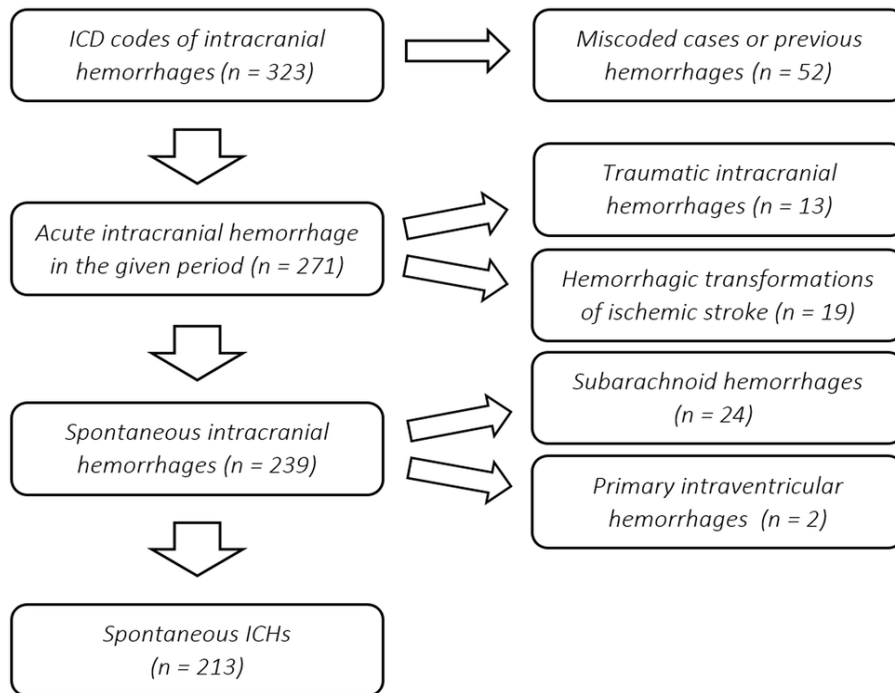 ICD codes of intracranial
hemorrhages (n = 323)
Miscoded cases or previous
hemorrhages (n = 52)
Traumatic intracranial
hemorrhages (n = 13)
Acute intracranial hemorrhage
in the given period (n = 271)
Hemorrhagic transformations
of ischemic stroke (n = 19)
Subarachnoid hemorrhages
(n = 24)
Spontaneous intracranial
hemorrhages (n = 239)
Primary intraventricular
hemorrhages (n = 2)
Spontaneous ICHs
(n = 213)